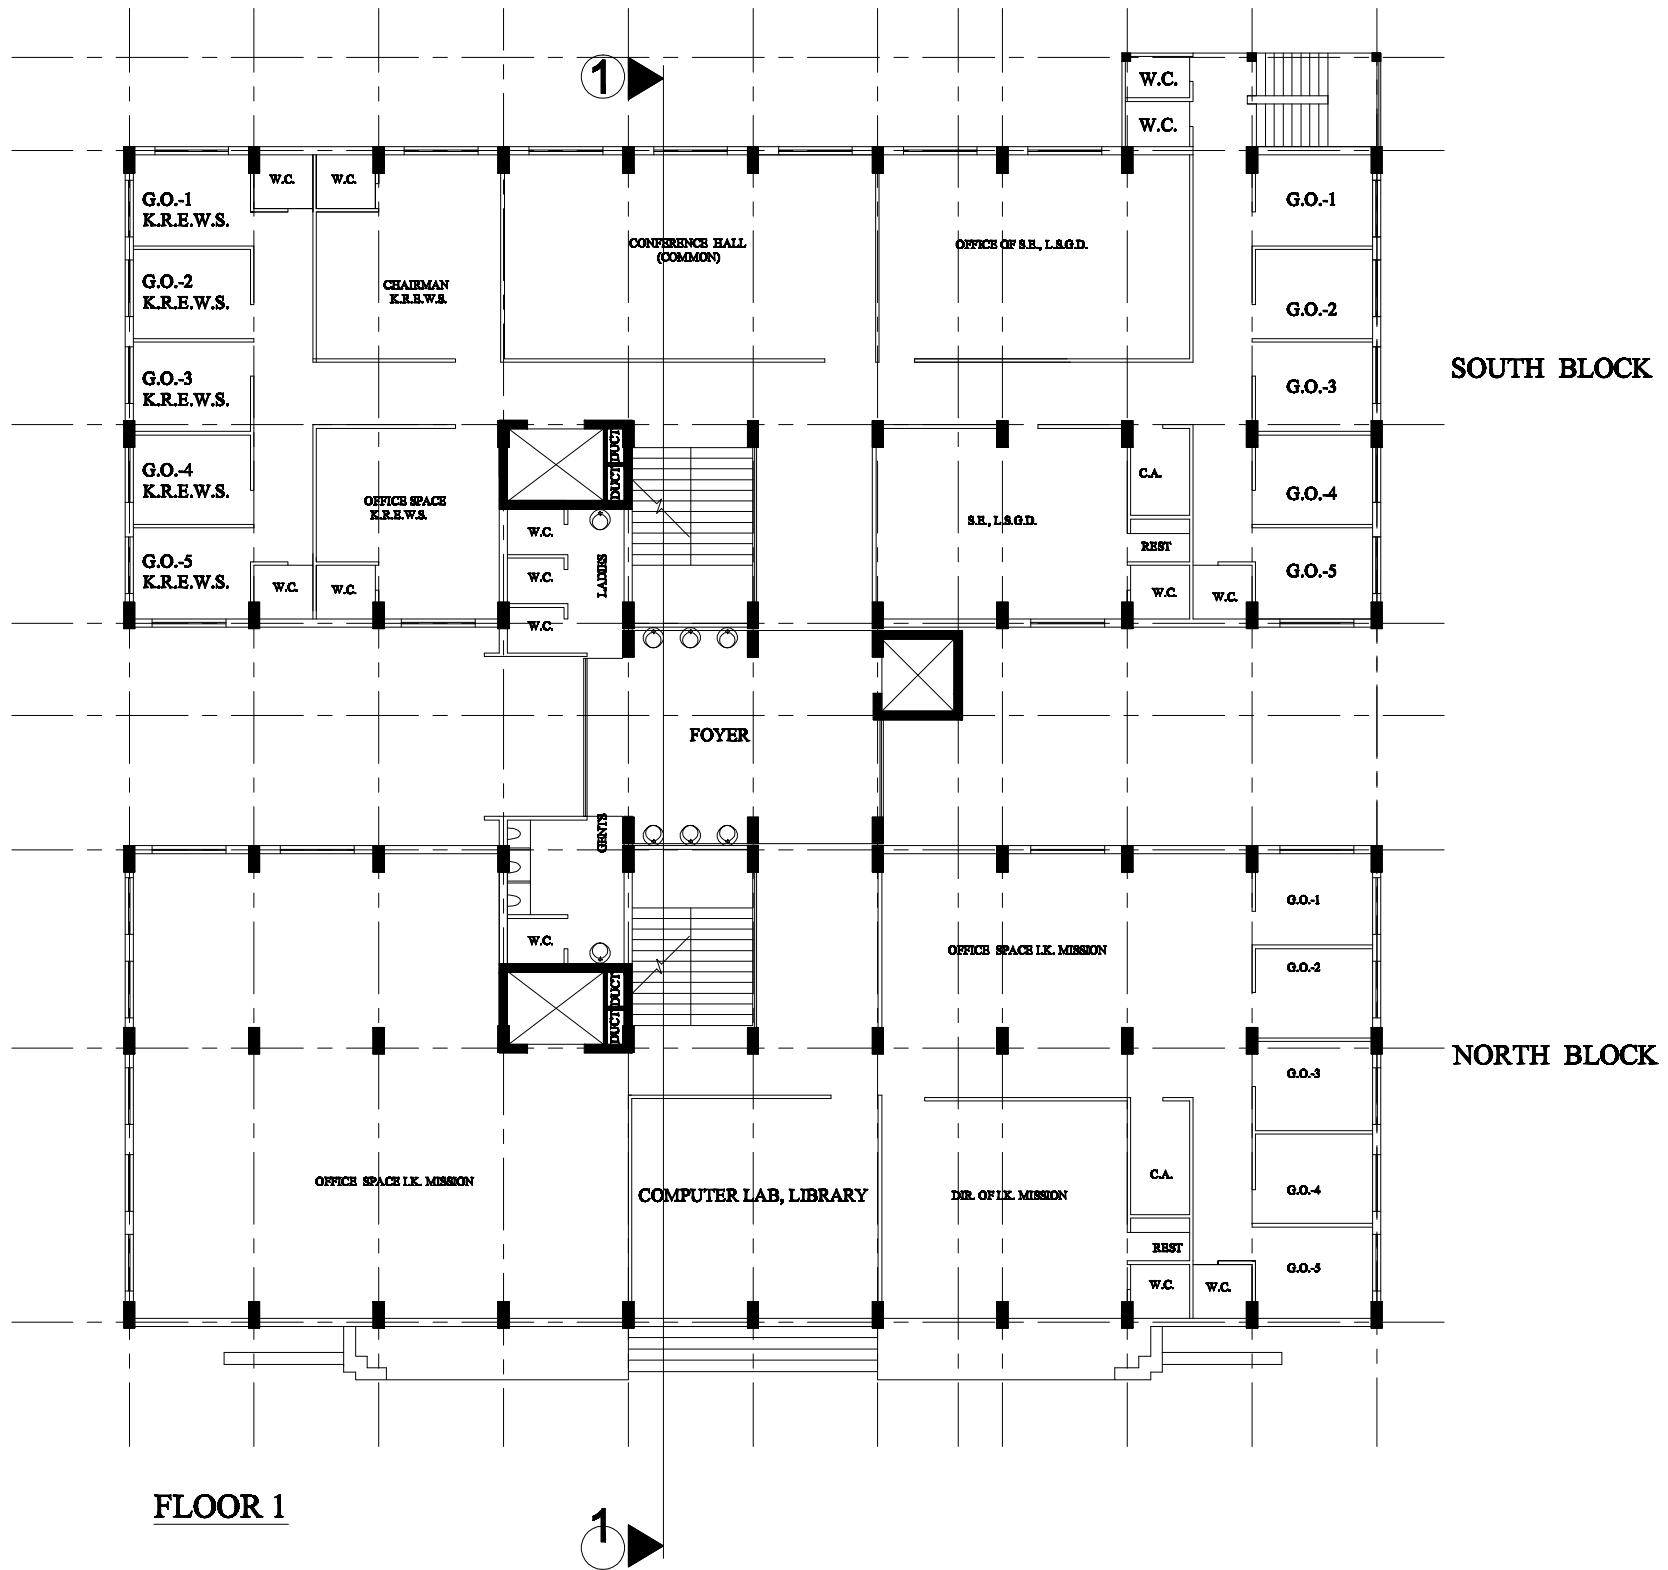 1
W.C.
W.C.
G.O.-1
K.R.E.W.S.
W.C.
W.C.
G.O.-1
CONFERENCE HALL
(COMMON)
OFFICE OF S.E., L.S.G.D.
G.O.-2
K.R.E.W.S.
CHAIRMAN
K.R.E.W.S.
G.O.-2
SOUTH BLOCK
G.O.-3
K.R.E.W.S.
G.O.-3
DUCT
DUCT
G.O.-4
K.R.E.W.S.
C.A.
G.O.-4
OFFICE SPACE
K.R.E.W.S.
S.E., L.S.G.D.
W.C.
REST
G.O.-5
K.R.E.W.S.
LADIES
W.C.
G.O.-5
W.C.
W.C.
W.C.
W.C.
W.C.
FOYER
GENTS
G.O.-1
W.C.
OFFICE SPACE I.K. MISSION
G.O.-2
DUCT
DUCT
NORTH BLOCK
G.O.-3
OFFICE SPACE I.K. MISSION
COMPUTER LAB, LIBRARY
DIR. OF I.K. MISSION
C.A.
G.O.-4
REST
G.O.-5
W.C.
W.C.
FLOOR 1
1